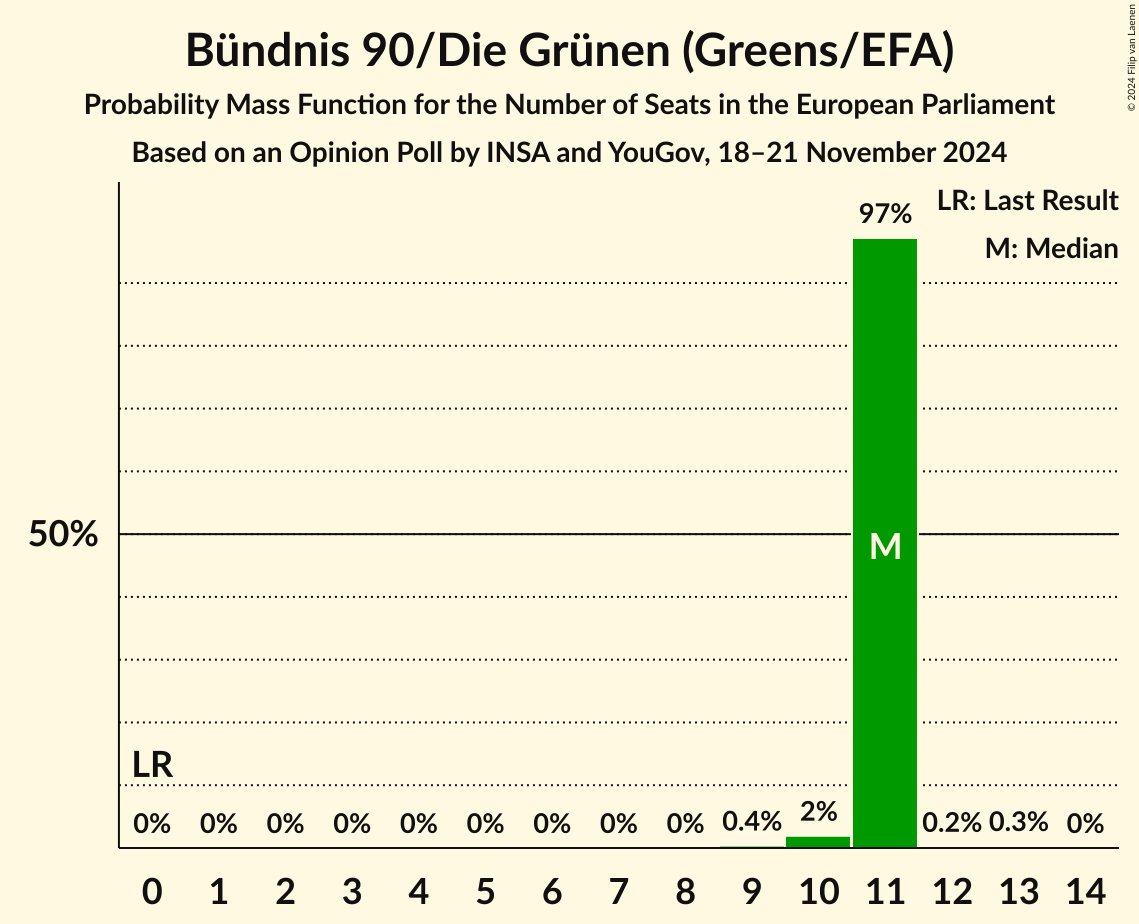 Bündnis 90/Die Grünen (Greens/EFA)
Probability Mass Function for the Number of Seats in the European Parliament
Based on an Opinion Poll by INSA and YouGov, 18–21 November 2024
© 2024 Filip van Laenen
LR: Last Result
M: Median
97%
50%
M
LR
0% 0% 0% 0% 0% 0% 0% 0% 0% 0.4% 2% 0.2% 0.3% 0%
0 1 2 3 4 5 6 7 8 9 10 11 12 13 14